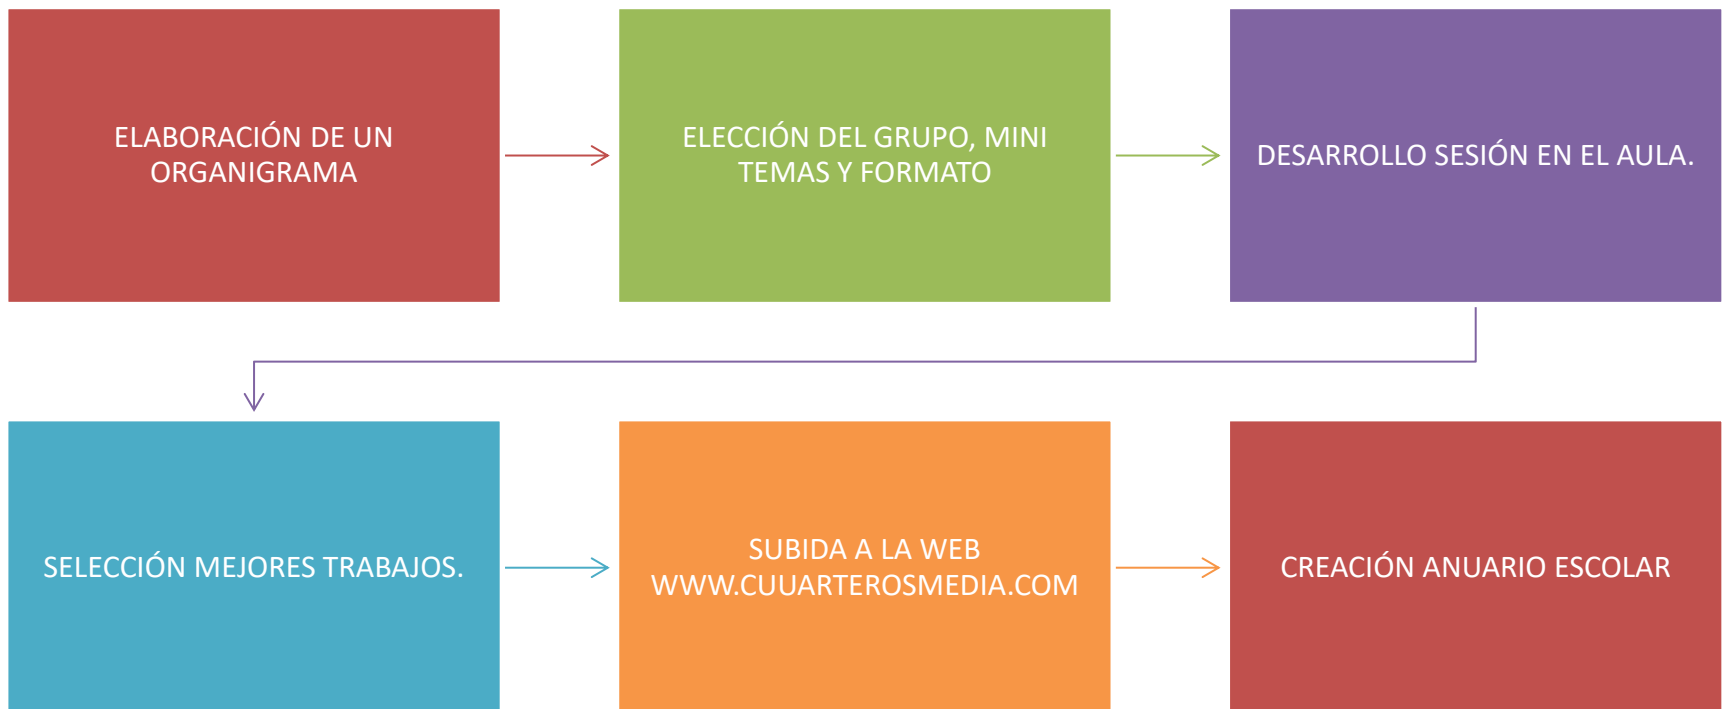 ELABORACIÓN DE UN
ORGANIGRAMA
ELECCIÓN DEL GRUPO, MINI
TEMAS Y FORMATO
DESARROLLO SESIÓN EN EL AULA.
SELECCIÓN MEJORES TRABAJOS.
SUBIDA A LA WEB
WWW.CUUARTEROSMEDIA.COM
CREACIÓN ANUARIO ESCOLAR